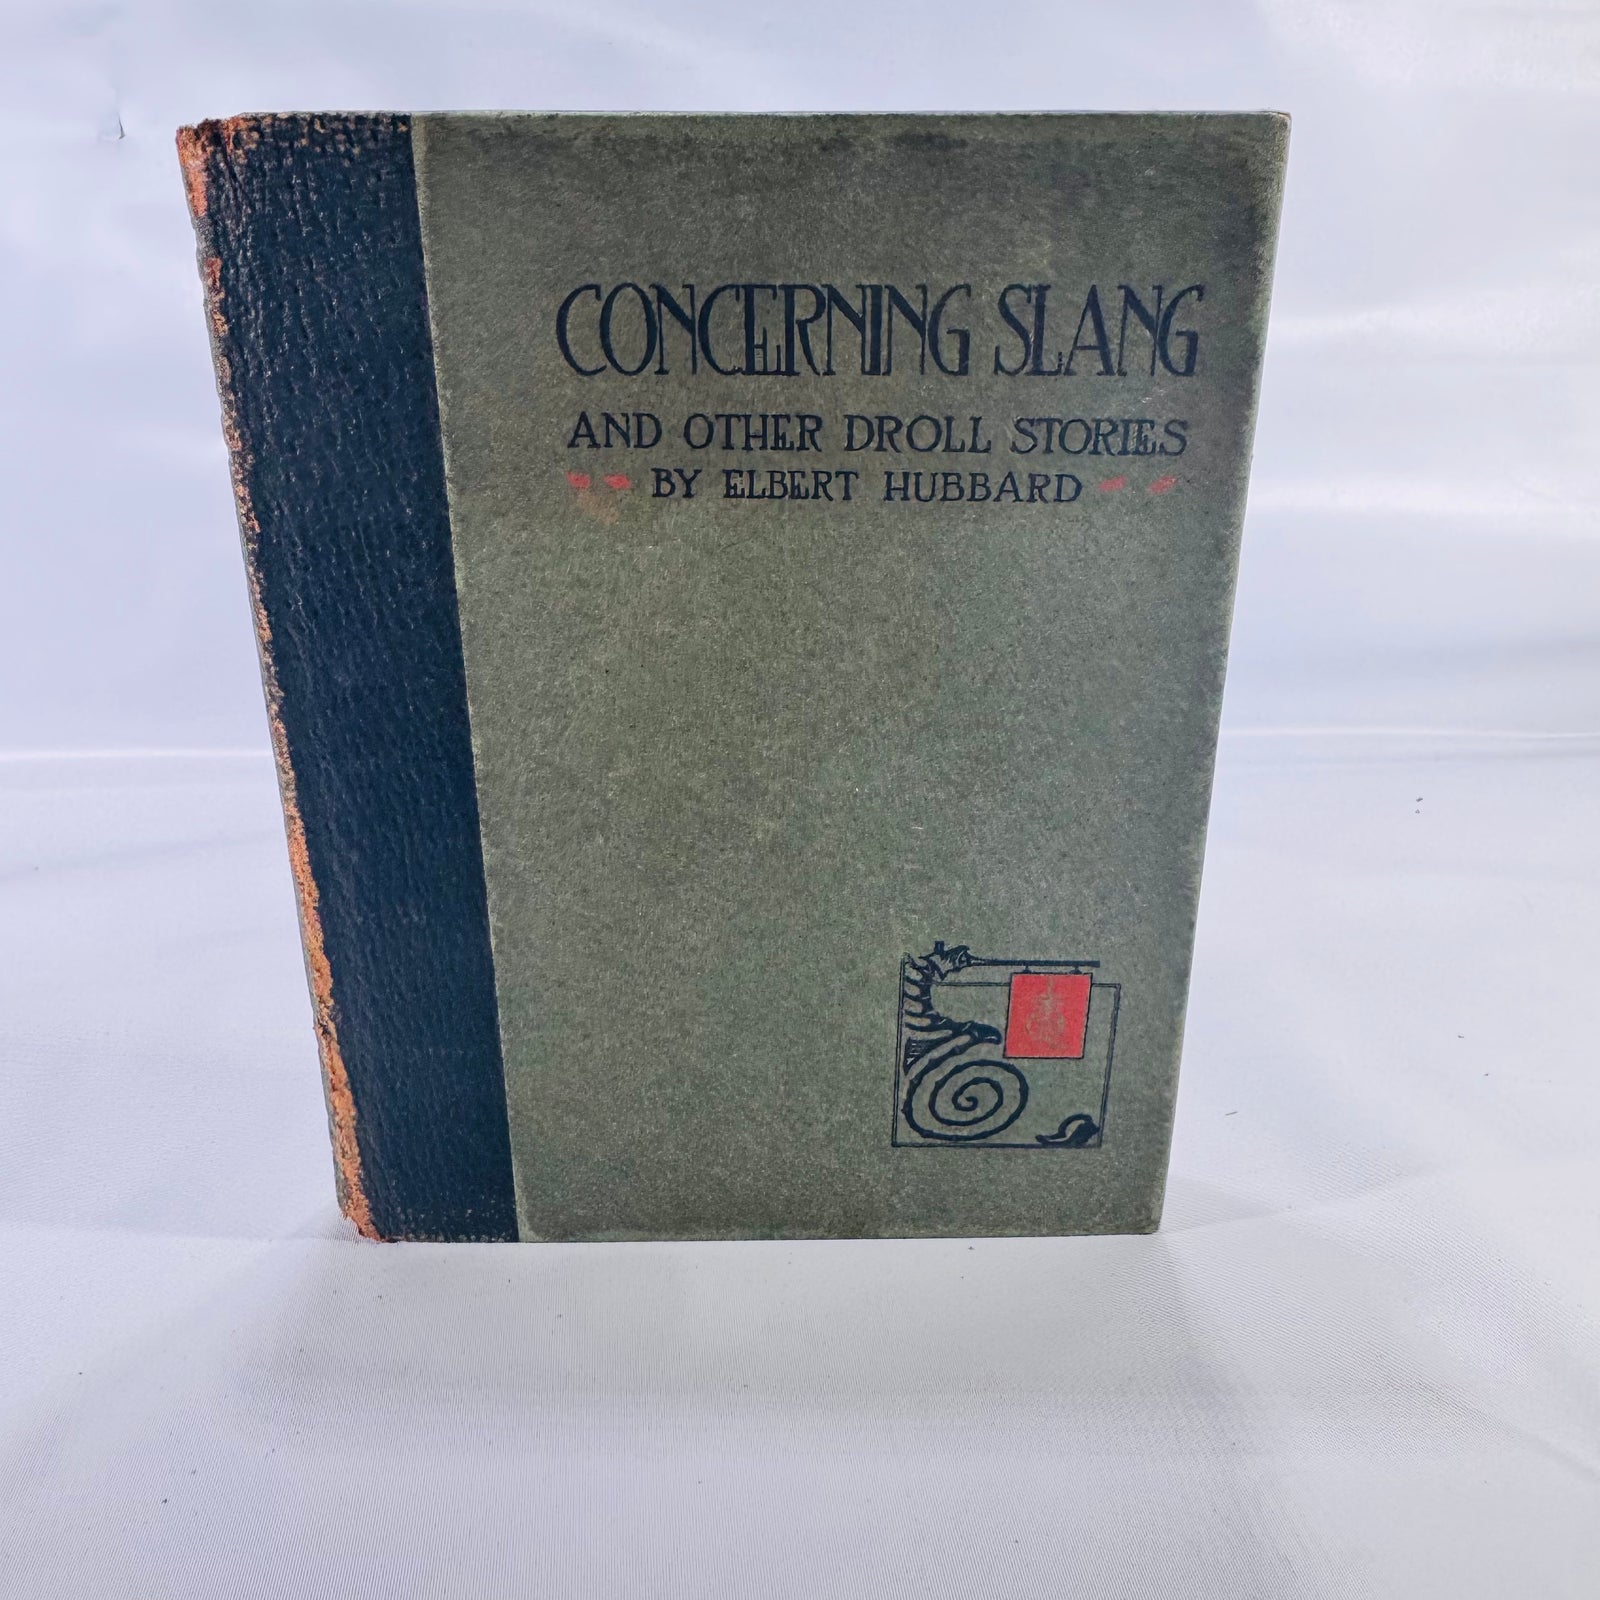 CONCERNING SLANG
AND OTHER DROLL STORIES
BY ELBERT HUBBARD